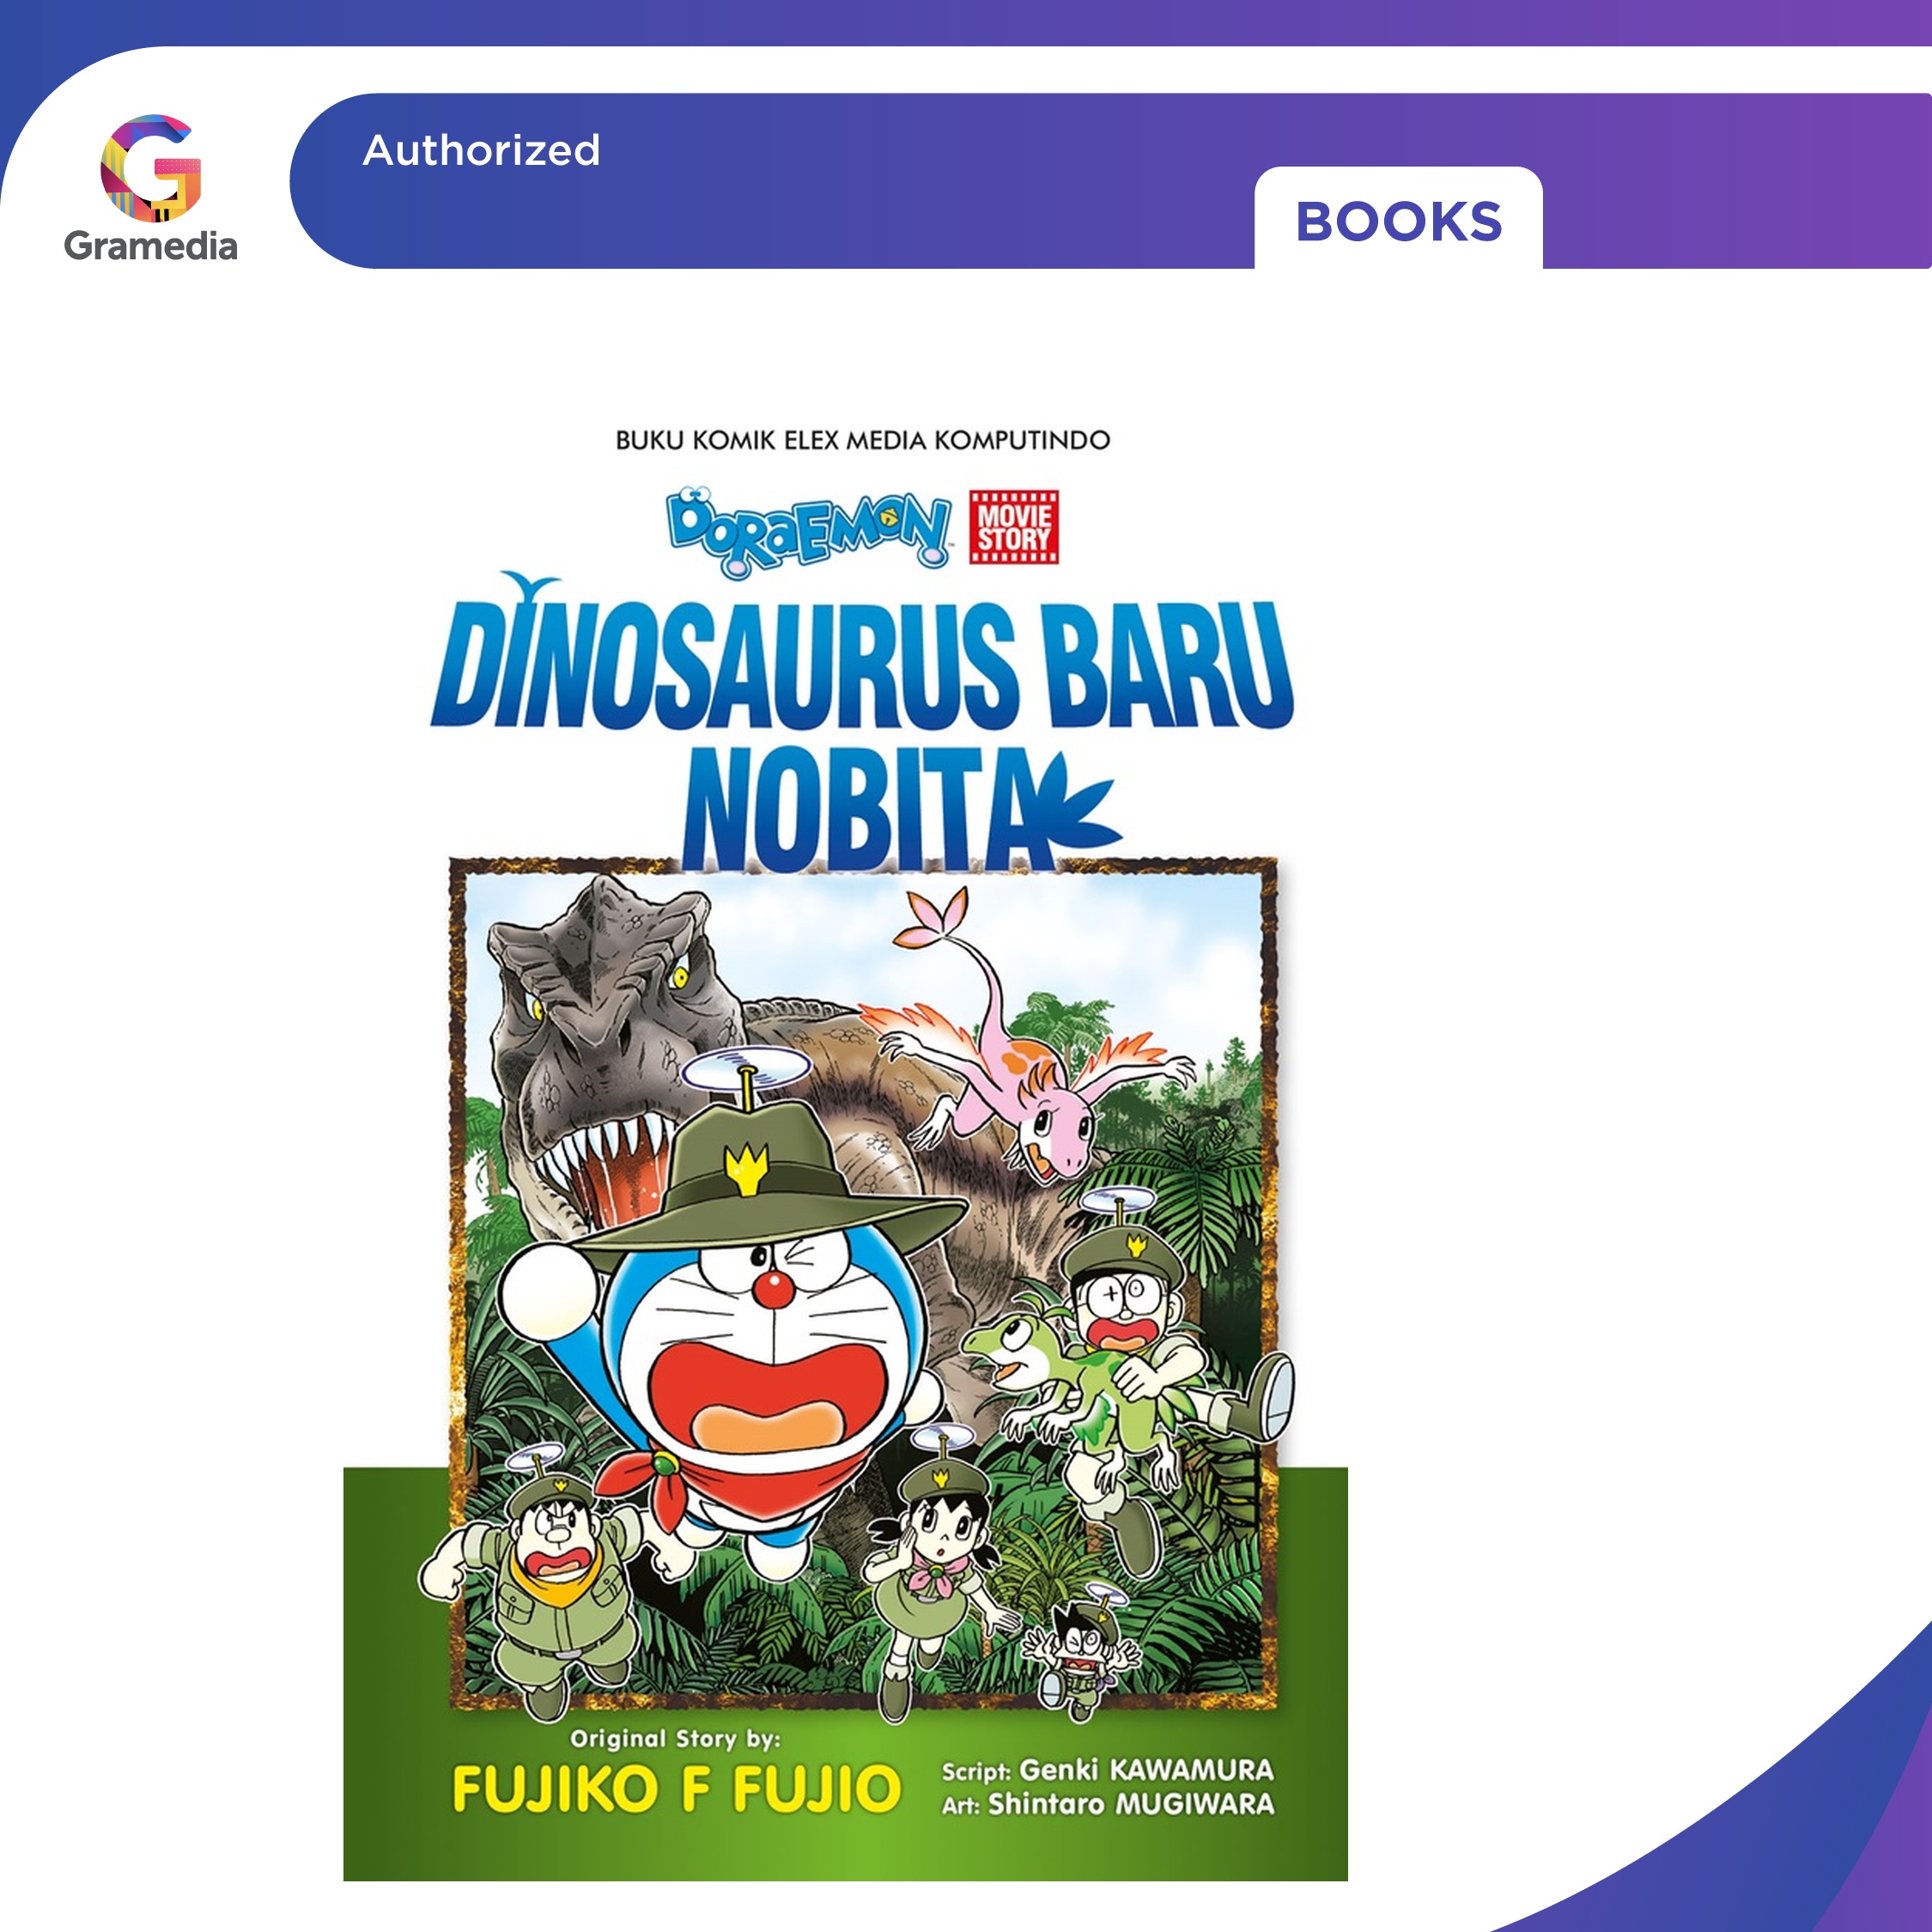 Gramedia
Authorized
BOOKS
BUKU KOMIK ELEX MEDIA KOMPUTINDO
DORAEMON™
MOVIE
STORY
DINOSAURUS BARU
NOBITA
Original Story by:
FUJIKO F FUJIO
Script: Genki KAWAMURA
Art: Shintaro MUGIWARA